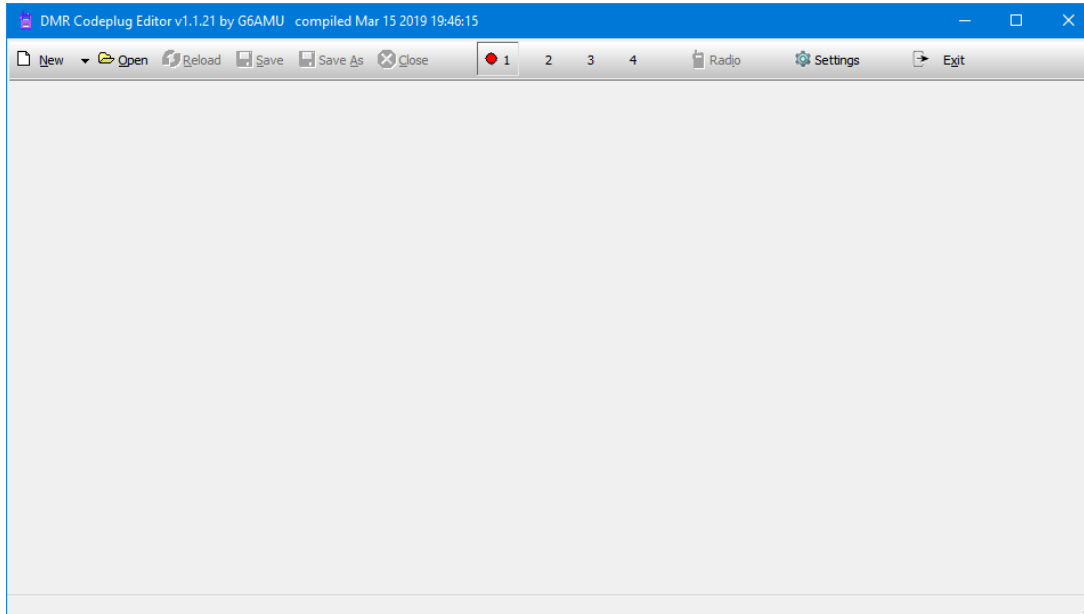 DMR Codeplug Editor v1.1.21 by G6AMU compiled Mar 15 2019 19:46:15
New Open Reload Save Save As Close 1 2 3 4 Radio Settings Exit